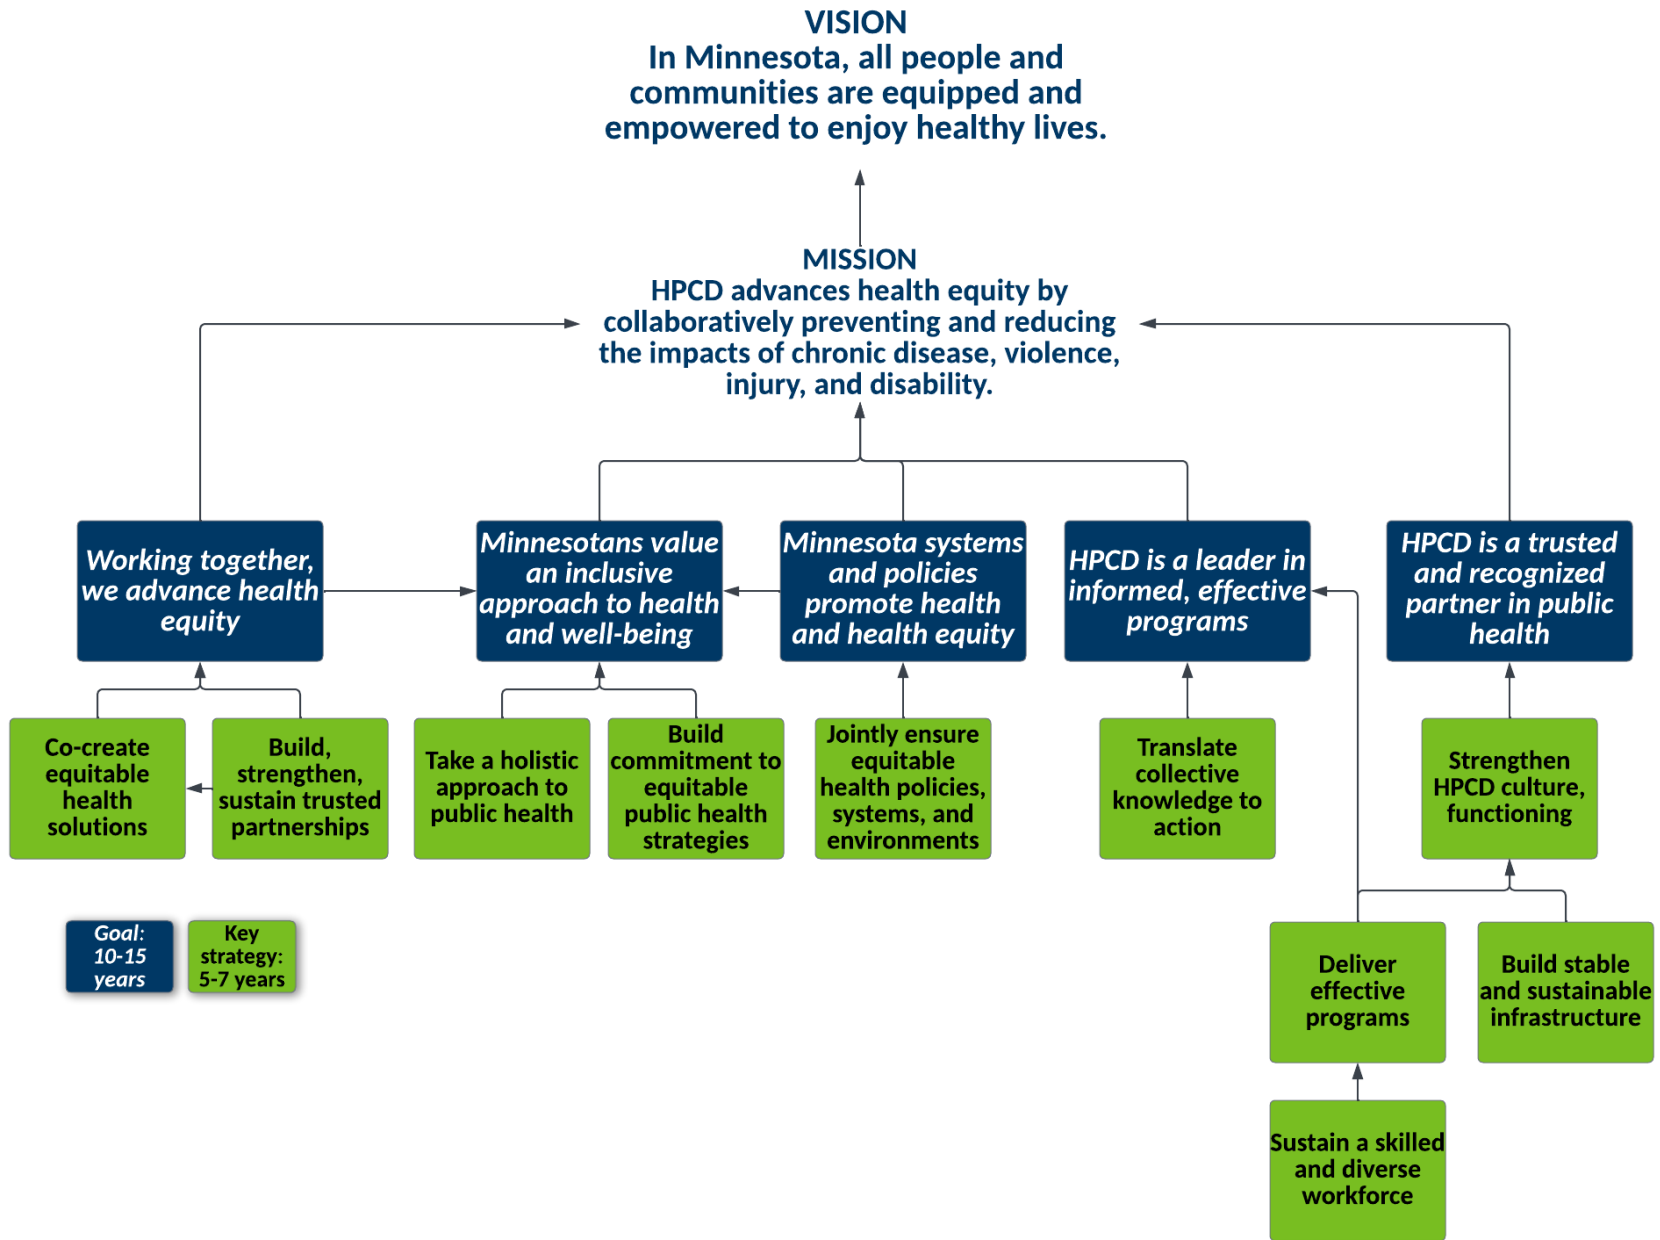 VISION
In Minnesota, all people and
communities are equipped and
empowered to enjoy healthy lives.
MISSION
HPCD advances health equity by
collaboratively preventing and reducing
the impacts of chronic disease, violence,
injury, and disability.
Working together,
we advance health
equity
Minnesotans value
an inclusive
approach to health
and well-being
Minnesota systems
and policies
promote health
and health equity
HPCD is a leader in
informed, effective
programs
HPCD is a trusted
and recognized
partner in public
health
Co-create
equitable
health
solutions
Build,
strengthen,
sustain trusted
partnerships
Take a holistic
approach to
public health
Build
commitment to
equitable
public health
strategies
Jointly ensure
equitable
health policies,
systems, and
environments
Translate
collective
knowledge to
action
Strengthen
HPCD culture,
functioning
Goal:
10-15
years
Key
strategy:
5-7 years
Deliver
effective
programs
Build stable
and sustainable
infrastructure
Sustain a skilled
and diverse
workforce